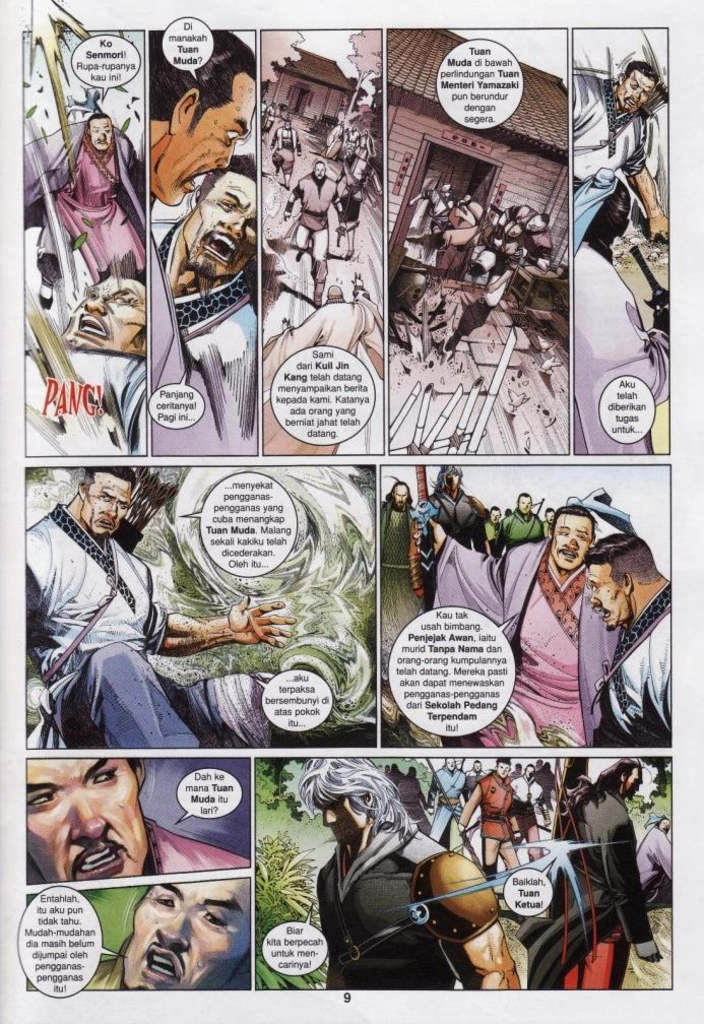 Ko
Senmori!
Rupa-rupanya
kau ini!
PANG!
Di
manakah
Tuan
Muda?
Panjang
ceritanya!
Pagi ini...
Sami
dari Kuil Jin
Kang telah datang
menyampaikan berita
kepada kami. Katanya
ada orang yang
berniat jahat telah
datang.
Tuan
Muda di bawah
perlindungan Tuan
Menteri Yamazaki
pun berundur
dengan
segera.
Aku
telah
diberikan
tugas
untuk...
...menyekat
pengganas-
pengganas yang
cuba menangkap
Tuan Muda. Malang
sekali kakiku telah
dicederakan.
Oleh itu...
...aku
terpaksa
bersembunyi di
atas pokok
itu...
Kau tak
usah bimbang.
Penjejak Awan, iaitu
murid Tanpa Nama dan
orang-orang kumpulannya
telah datang. Mereka pasti
akan dapat menewaskan
pengganas-pengganas
dari Sekolah Pedang
Terpendam
itu!
Dah ke
mana Tuan
Muda itu
lari?
Entahlah,
itu aku pun
tidak tahu.
Mudah-mudahan
dia masih belum
dijumpai oleh
pengganas-
pengganas
itu!
Biar
kita berpecah
untuk men-
carinya!
Baiklah,
Tuan
Ketua!
9